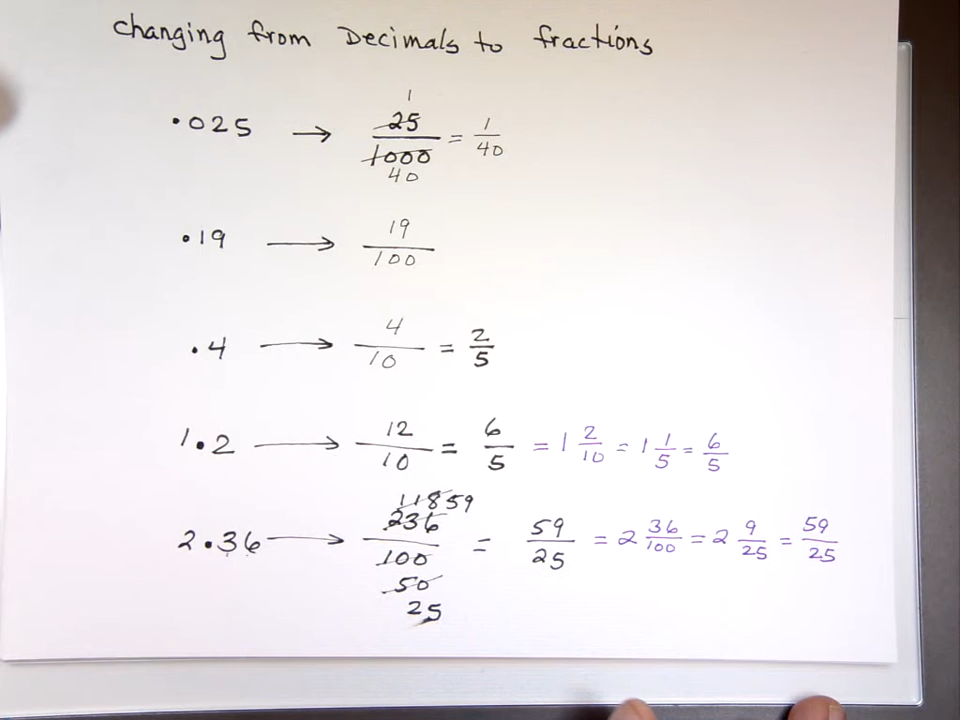 changing from Decimals to fractions
1
.025 → 25/1000 = 1/40
40
.19 → 19/100
.4 → 4/10 = 2/5
1.2 → 12/10 = 6/5 = 1 2/10 = 1 1/5 = 6/5
118 59
2.36 → 236/100 = 59/25 = 2 36/100 = 2 9/25 = 59/25
50
25